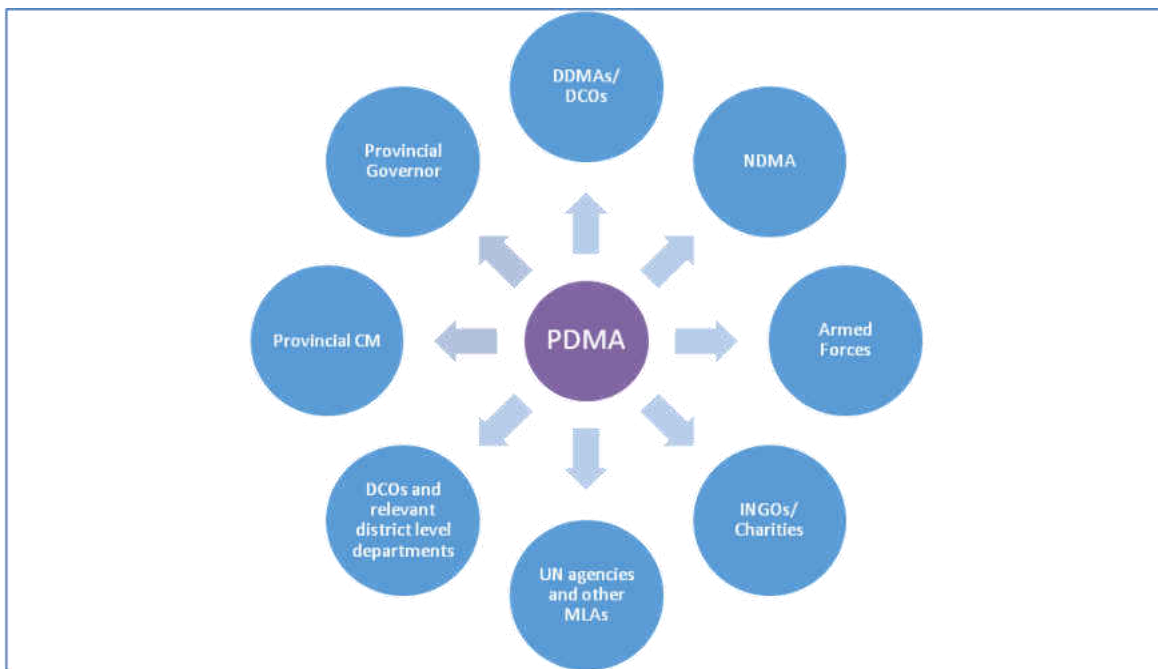 DDMAs/
DCOs
NDMA
Armed
Forces
INGOs/
Charities
UN agencies
and other
MLAs
DCOs and
relevant
district level
departments
Provincial CM
Provincial
Governor
PDMA